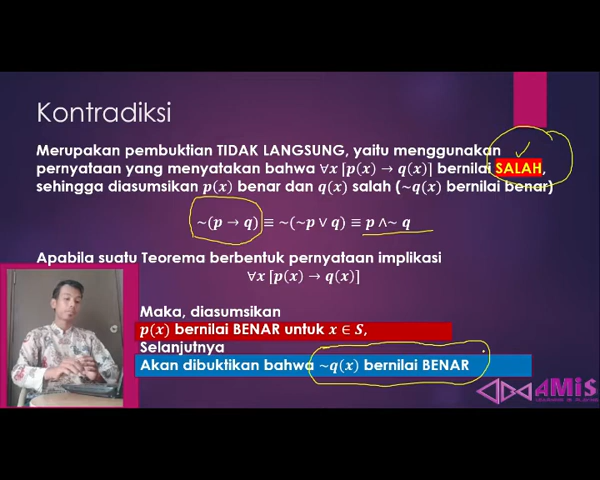 Kontradiksi
Merupakan pembuktian TIDAK LANGSUNG, yaitu menggunakan
pernyataan yang menyatakan bahwa ∀x [p(x) → q(x)] bernilai SALAH,
sehingga diasumsikan p(x) benar dan q(x) salah (~q(x) bernilai benar)
~(p → q) ≡ ~(~p ∨ q) ≡ p ∧~ q
Apabila suatu Teorema berbentuk pernyataan implikasi
∀x [p(x) → q(x)]
Maka, diasumsikan
p(x) bernilai BENAR untuk x ∈ S,
Selanjutnya
Akan dibuktikan bahwa ~q(x) bernilai BENAR
AMiS